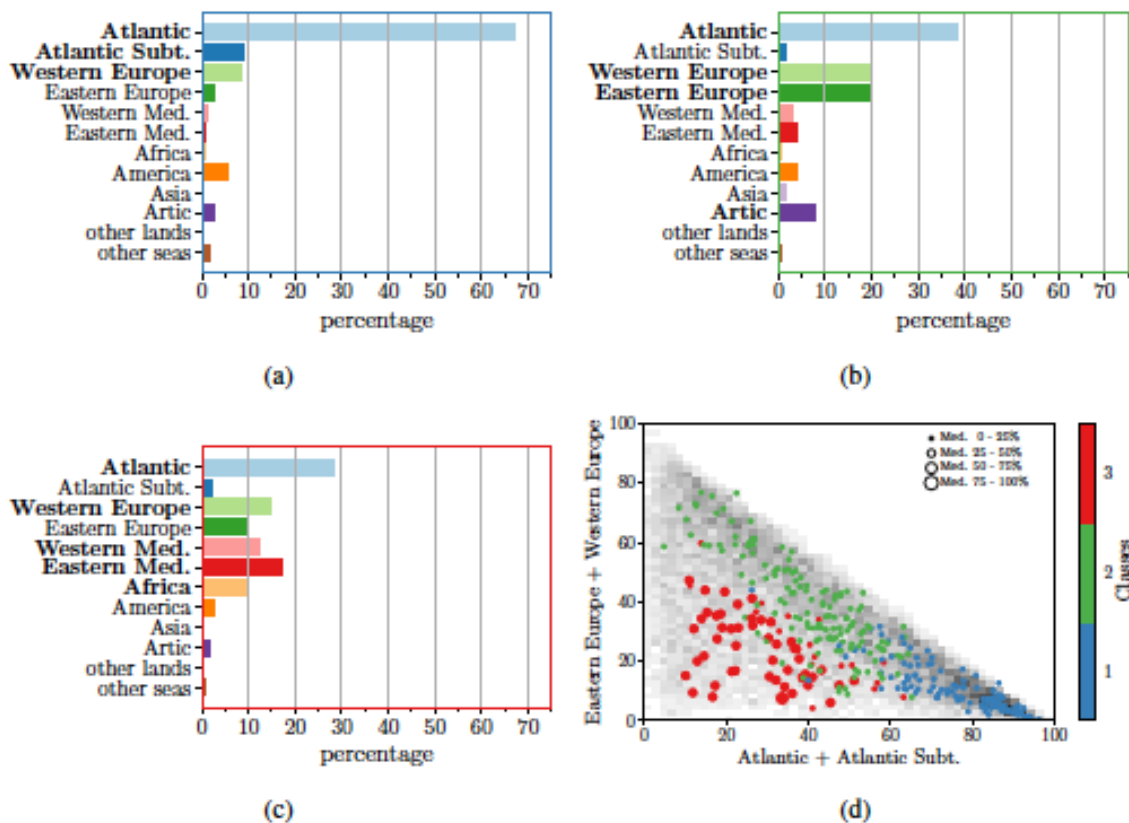 Atlantic
Atlantic Subt.
Western Europe
Eastern Europe
Western Med.
Eastern Med.
Africa
America
Asia
Artic
other lands
other seas
0 10 20 30 40 50 60 70
percentage
(a)
Atlantic
Atlantic Subt.
Western Europe
Eastern Europe
Western Med.
Eastern Med.
Africa
America
Asia
Artic
other lands
other seas
0 10 20 30 40 50 60 70
percentage
(b)
Atlantic
Atlantic Subt.
Western Europe
Eastern Europe
Western Med.
Eastern Med.
Africa
America
Asia
Artic
other lands
other seas
0 10 20 30 40 50 60 70
percentage
(c)
Eastern Europe + Western Europe
100
80
60
40
20
0
Med. 0 - 25%
Med. 25 - 50%
Med. 50 - 75%
Med. 75 - 100%
0 20 40 60 80 100
Atlantic + Atlantic Subt.
3
2
1
Classes
(d)